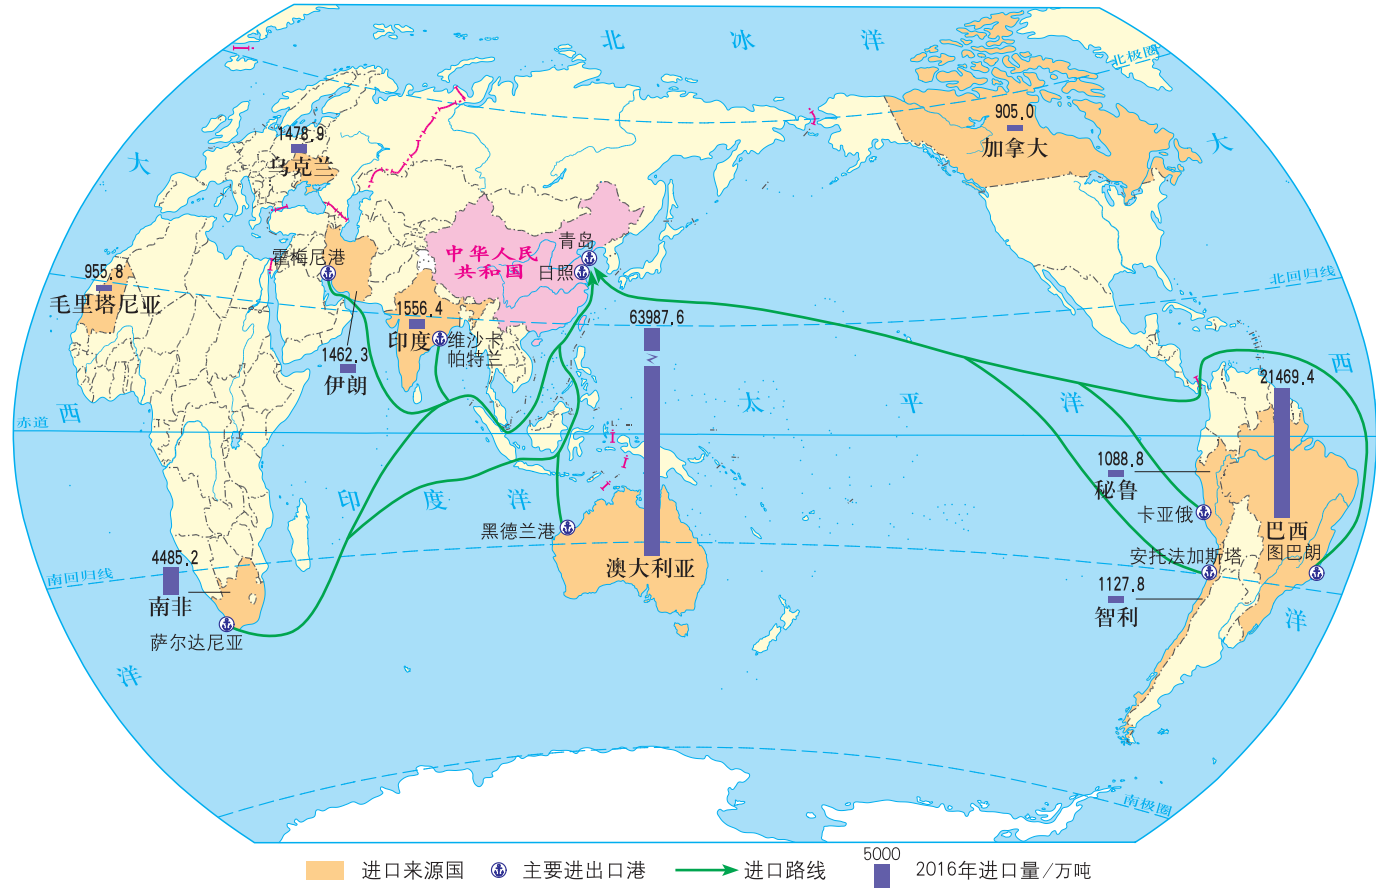 北冰洋
北极圈
大
大
1478.9
乌克兰
905.0
加拿大
中华人民
共和国
青岛
日照
霍梅尼港
955.8
毛里塔尼亚
北回归线
1556.4
印度
维沙卡
帕特兰
63987.6
1462.3
伊朗
西
西
21469.4
太平洋
赤道
1088.8
秘鲁
卡亚俄
印度洋
黑德兰港
巴西
图巴朗
安托法加斯塔
4485.2
南非
南回归线
澳大利亚
1127.8
智利
洋
萨尔达尼亚
洋
南极圈
进口来源国
主要进出口港
进口路线
5000
2016年进口量/万吨